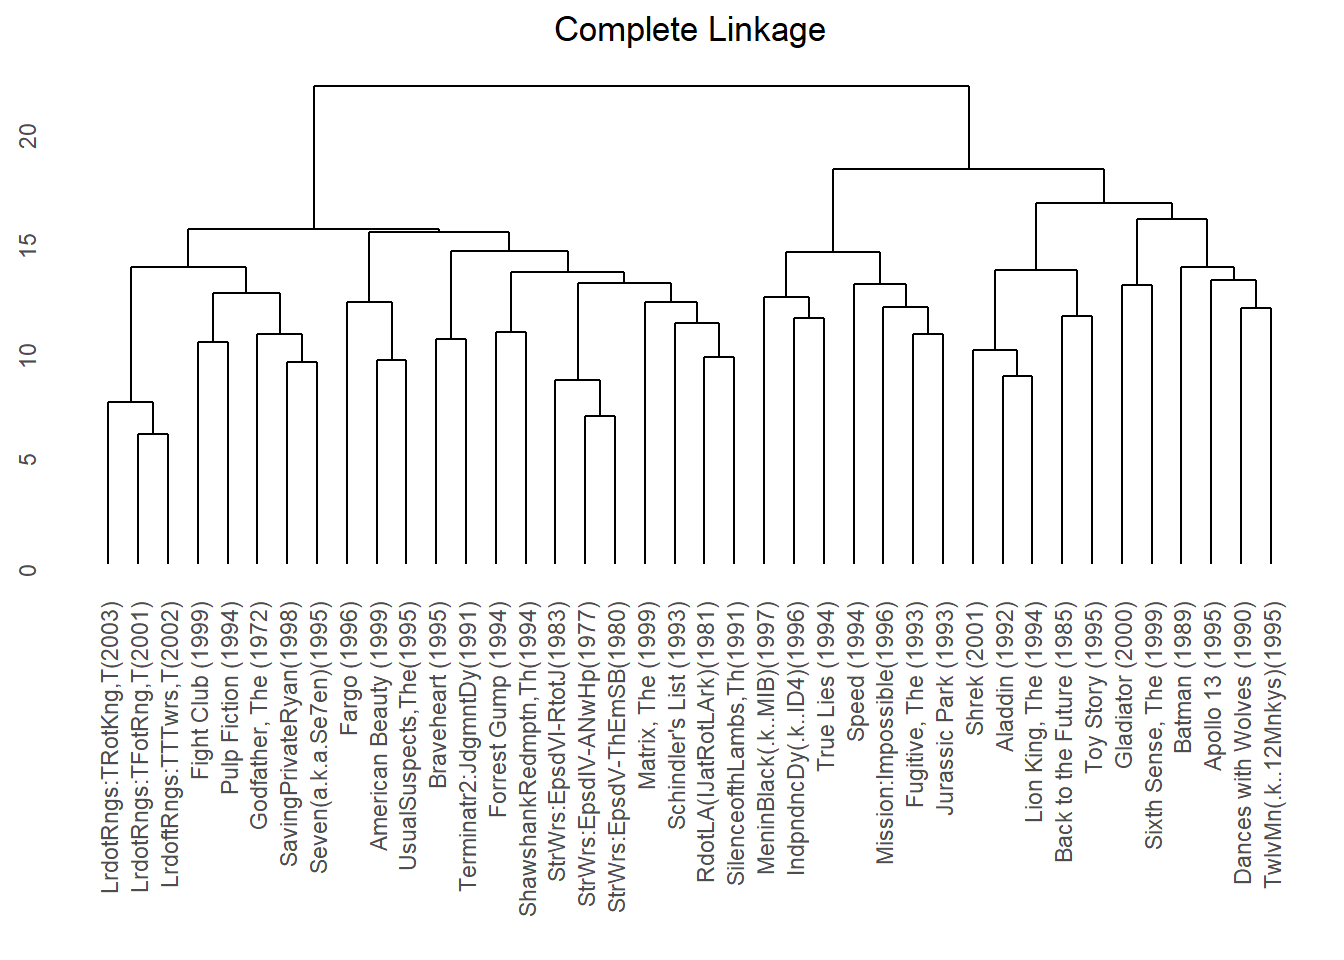 Complete Linkage
20
15
10
5
0
LrdotRngs:TRotKng,T(2003)
LrdotRngs:TFotRng,T(2001)
LrdoftRngs:TTTwrs,T(2002)
Fight Club (1999)
Pulp Fiction (1994)
Godfather, The (1972)
SavingPrivateRyan(1998)
Seven(a.k.a.Se7en)(1995)
Fargo (1996)
American Beauty (1999)
UsualSuspects,The(1995)
Braveheart (1995)
Terminatr2:JdgmntDy(1991)
Forrest Gump (1994)
ShawshankRedmptn,Th(1994)
StrWrs:EpsdVI-RtotJ(1983)
StrWrs:EpsdIV-ANwHp(1977)
StrWrs:EpsdV-ThEmSB(1980)
Matrix, The (1999)
Schindler's List (1993)
RdotLA(IJatRotLArk)(1981)
SilenceofthLambs,Th(1991)
MeninBlack(.k..MIB)(1997)
IndpndncDy(.k..ID4)(1996)
True Lies (1994)
Speed (1994)
Mission:Impossible(1996)
Fugitive, The (1993)
Jurassic Park (1993)
Shrek (2001)
Aladdin (1992)
Lion King, The (1994)
Back to the Future (1985)
Toy Story (1995)
Gladiator (2000)
Sixth Sense, The (1999)
Batman (1989)
Apollo 13 (1995)
Dances with Wolves (1990)
TwlvMn(.k..12Mnkys)(1995)